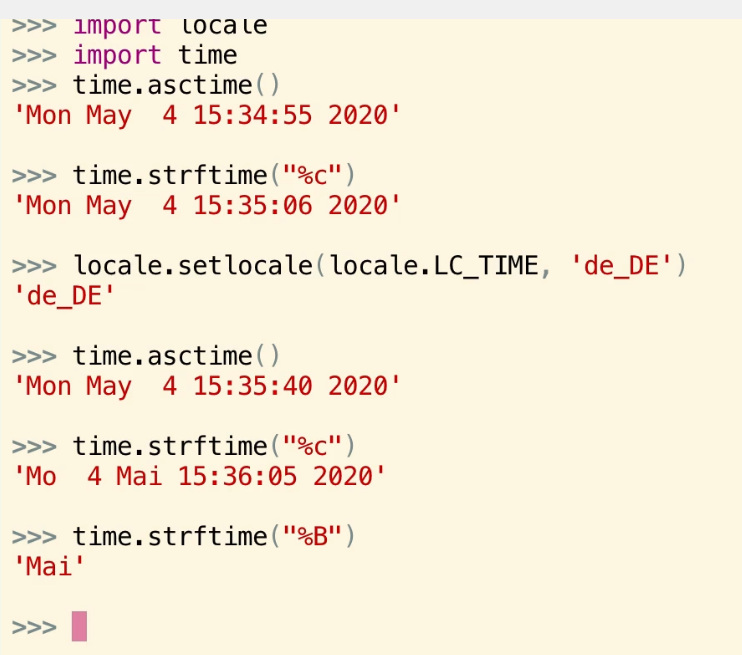 >>> import locale
>>> import time
>>> time.asctime()
'Mon May  4 15:34:55 2020'
>>> time.strftime("%c")
'Mon May  4 15:35:06 2020'
>>> locale.setlocale(locale.LC_TIME, 'de_DE')
'de_DE'
>>> time.asctime()
'Mon May  4 15:35:40 2020'
>>> time.strftime("%c")
'Mo  4 Mai 15:36:05 2020'
>>> time.strftime("%B")
'Mai'
>>>